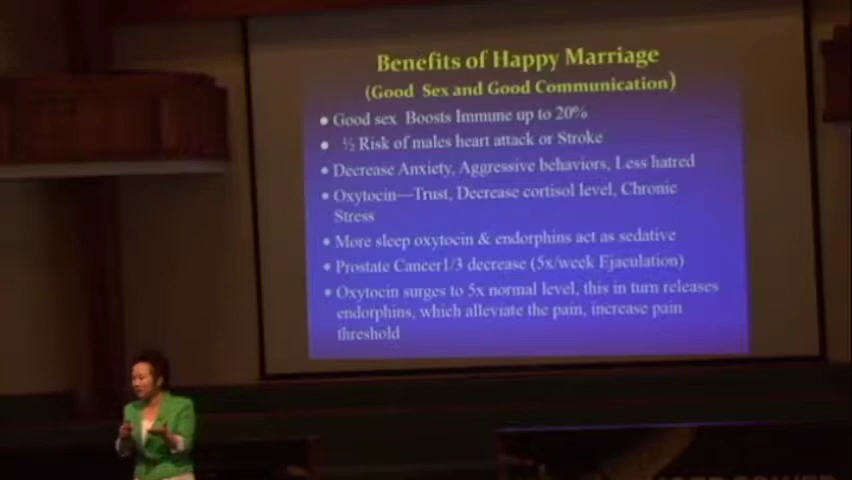 Benefits of Happy Marriage
(Good Sex and Good Communication)
• Good sex Boosts Immune up to 20%
• ½ Risk of males heart attack or Stroke
• Decrease Anxiety, Aggressive behaviors, Less hatred
• Oxytocin—Trust, Decrease cortisol level, Chronic
Stress
• More sleep oxytocin & endorphins act as sedative
• Prostate Cancer1/3 decrease (5x/week Ejaculation)
• Oxytocin surges to 5x normal level, this in turn releases
endorphins, which alleviate the pain, increase pain
threshold